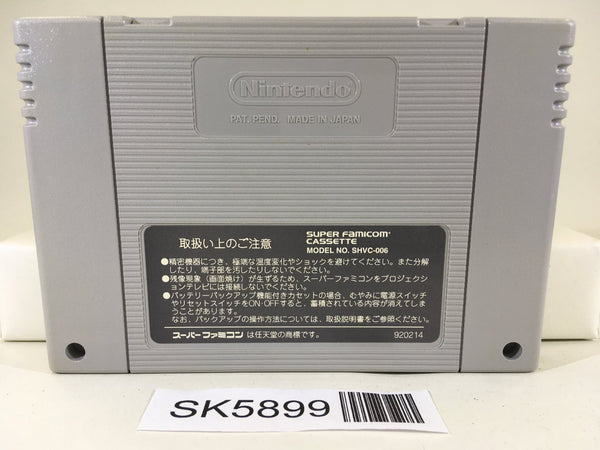 Nintendo
PAT. PEND. MADE IN JAPAN
取扱い上のご注意
SUPER FAMICOM
CASSETTE
MODEL NO. SHVC-006
●精密機器につき、極端な温度変化やショックを避けてください。また分解
したり、端子部を汚したりしないでください。
●残像現象（画面焼け）が生ずるため、スーパーファミコンをプロジェクシ
ョンテレビには接続しないでください。
●バッテリーバックアップ機能付きカセットの場合、むやみに電源スイッチ
やリセットスイッチをON・OFFすると、蓄積されている内容が消えてしま
うことがあります。
なお、バックアップの操作方法については、取扱説明書をご参照ください。
スーパーファミコンは任天堂の商標です。 920214
SK5899